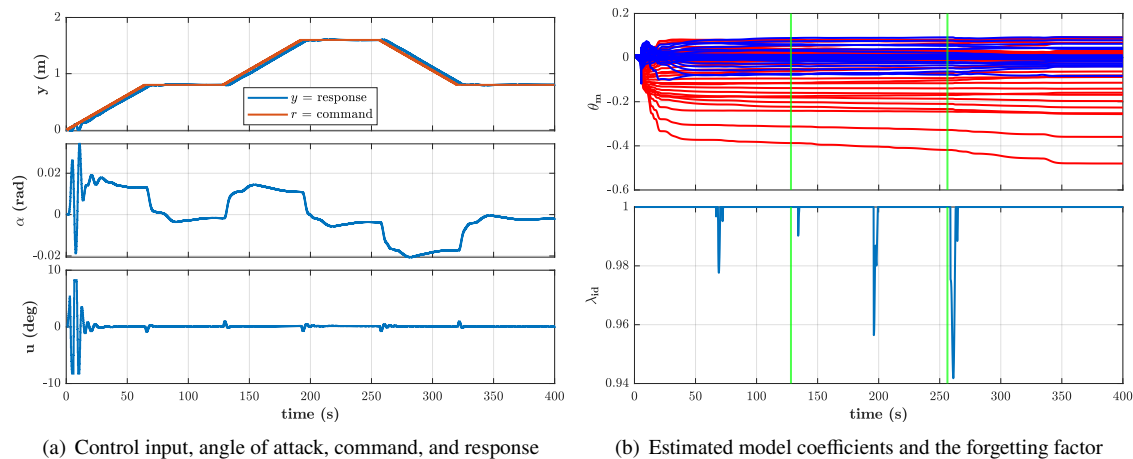 2
1
0
y (m)
y = response
r = command
0.02
0
-0.02
α (rad)
10
0
-10
u (deg)
0 50 100 150 200 250 300 350 400
time (s)
(a) Control input, angle of attack, command, and response
0.2
0
-0.2
-0.4
-0.6
θm
1
0.98
0.96
0.94
λid
0 50 100 150 200 250 300 350 400
time (s)
(b) Estimated model coefficients and the forgetting factor